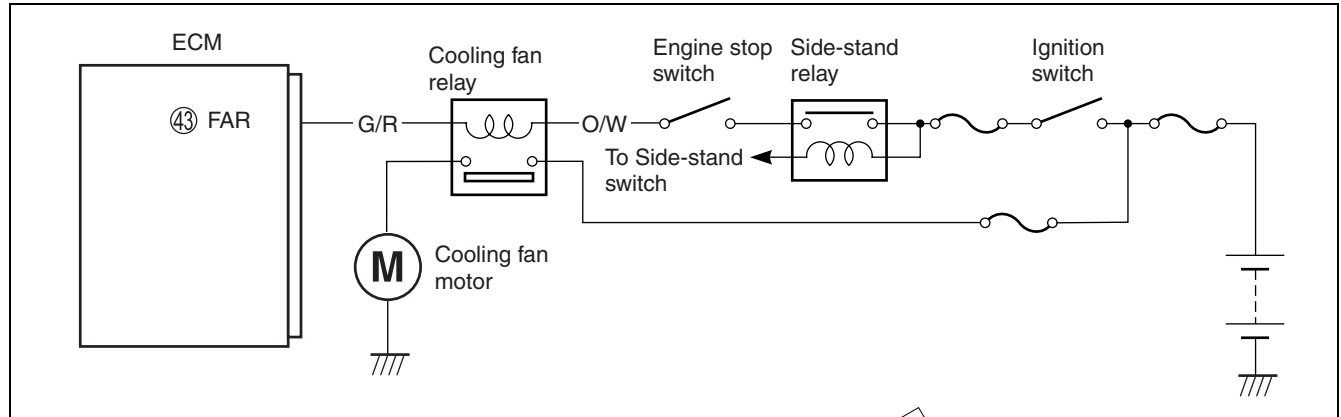 ECM
Cooling fan
relay
Engine stop
switch
Side-stand
relay
Ignition
switch
㊸ FAR
G/R
O/W
To Side-stand
switch
M
Cooling fan
motor